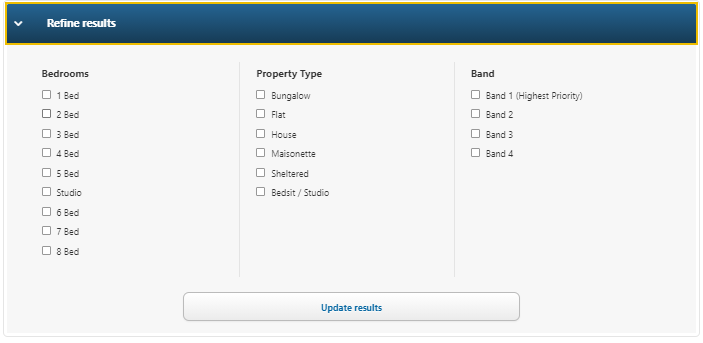 Refine results
Bedrooms
1 Bed
2 Bed
3 Bed
4 Bed
5 Bed
Studio
6 Bed
7 Bed
8 Bed
Property Type
Bungalow
Flat
House
Maisonette
Sheltered
Bedsit / Studio
Band
Band 1 (Highest Priority)
Band 2
Band 3
Band 4
Update results